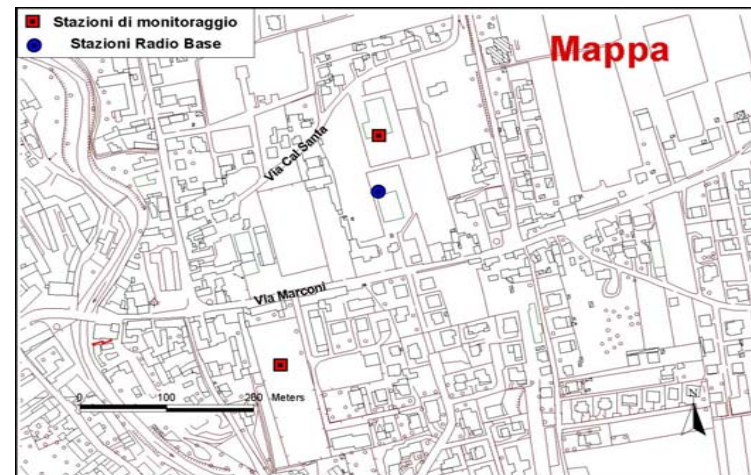 Stazioni di monitoraggio
Stazioni Radio Base
Mappa
Via Cal Santa
Via Marconi
0 100 200 Meters
N